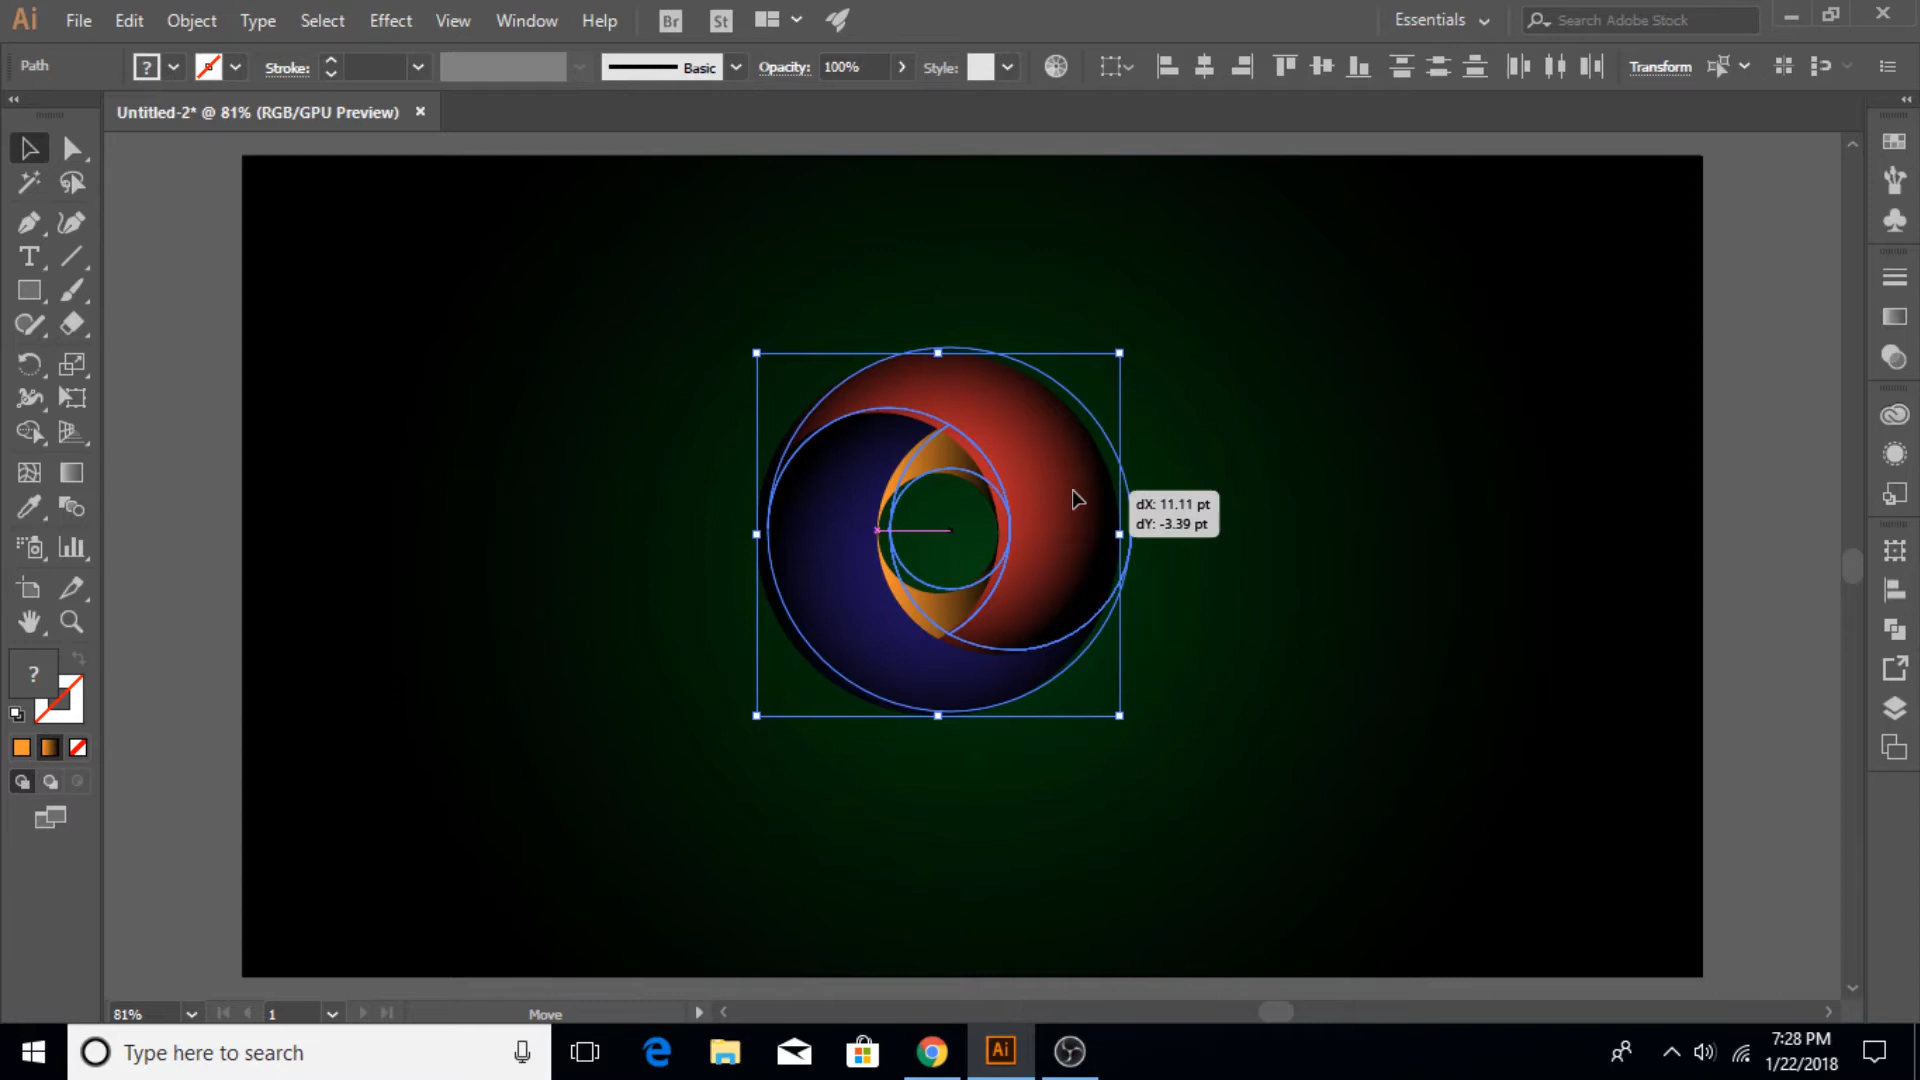 Ai File Edit Object Type Select Effect View Window Help Br St Essentials Search Adobe Stock
Path ? Stroke: Basic Opacity: 100% Style: Transform
Untitled-2* @ 81% (RGB/GPU Preview)
T
dX: 11.11 pt
dY: -3.39 pt
?
81% 1 Move
Type here to search Ai 7:28 PM
1/22/2018